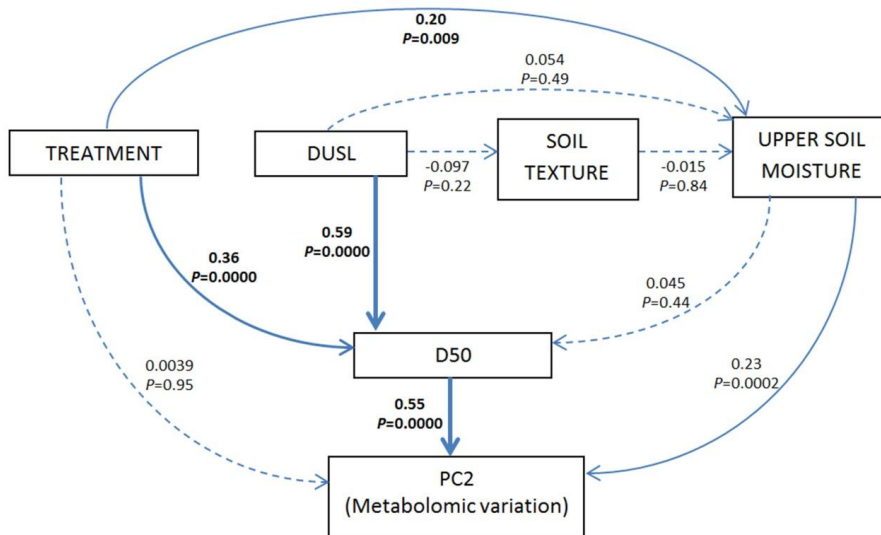 0.20
P=0.009
0.054
P=0.49
TREATMENT
DUSL
SOIL
TEXTURE
UPPER SOIL
MOISTURE
-0.097
P=0.22
-0.015
P=0.84
0.36
P=0.0000
0.59
P=0.0000
0.045
P=0.44
D50
0.0039
P=0.95
0.23
P=0.0002
0.55
P=0.0000
PC2
(Metabolomic variation)